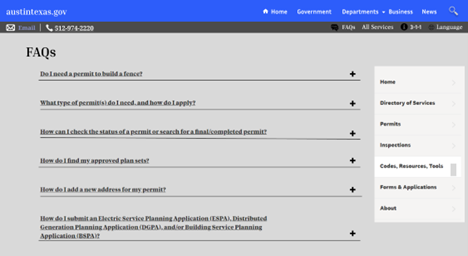 austintexas.gov
Home
Government
Departments
Business
News
Email
512-974-2220
FAQs
All Services
3-1-1
Language
FAQs
Do I need a permit to build a fence?
What type of permit(s) do I need, and how do I apply?
How can I check the status of a permit or search for a final/completed permit?
How do I find my approved plan sets?
How do I add a new address for my permit?
How do I submit an Electric Service Planning Application (ESPA), Distributed
Generation Planning Application (DGPA), and/or Building Service Planning
Application (BSPA)?
Home
Directory of Services
Permits
Inspections
Codes, Resources, Tools
Forms & Applications
About